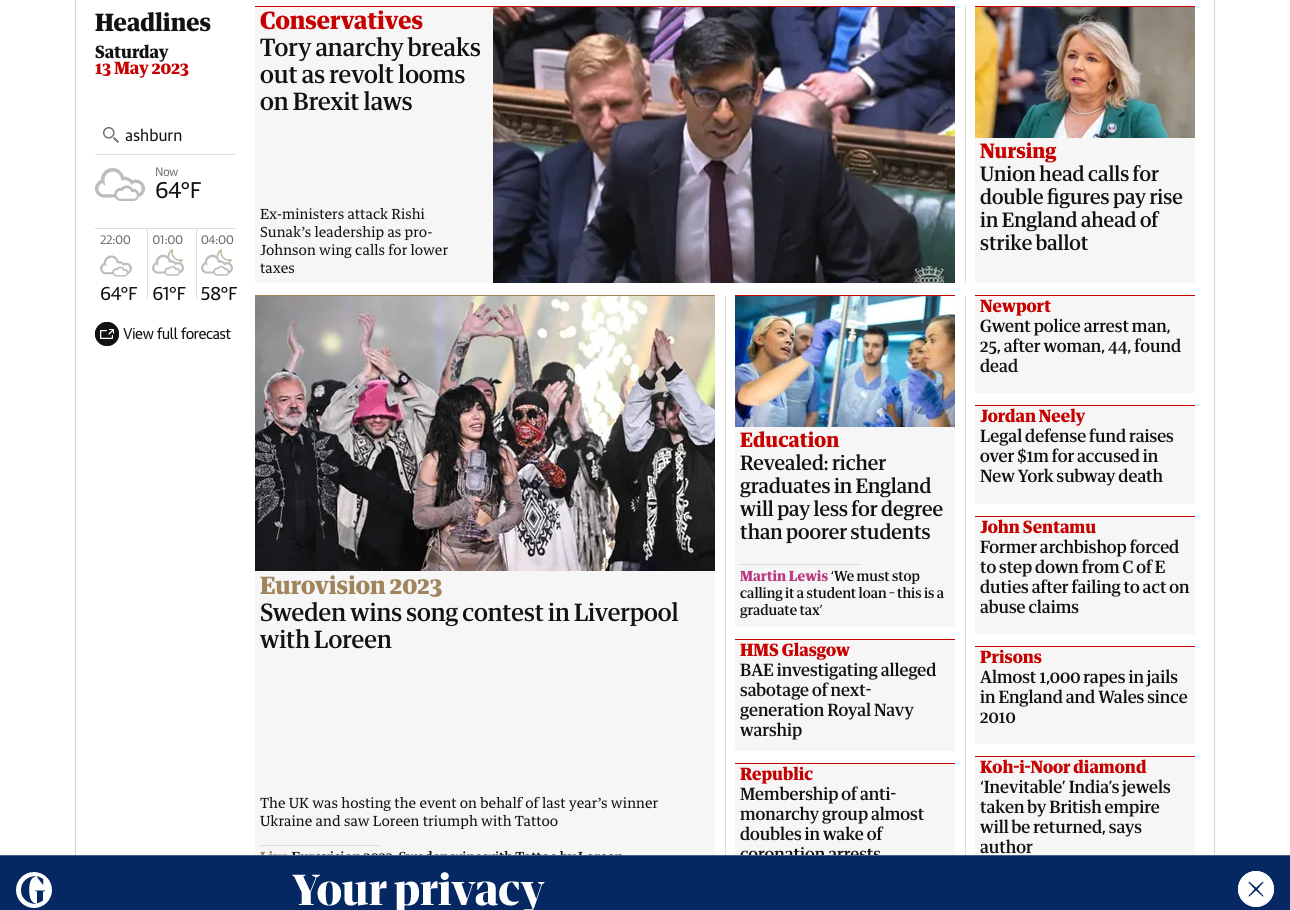 Headlines
Saturday
13 May 2023
ashburn
Now
64°F
22:00
01:00
04:00
64°F
61°F
58°F
View full forecast
Conservatives
Tory anarchy breaks
out as revolt looms
on Brexit laws
Ex-ministers attack Rishi
Sunak’s leadership as pro-
Johnson wing calls for lower
taxes
Nursing
Union head calls for
double figures pay rise
in England ahead of
strike ballot
Eurovision 2023
Sweden wins song contest in Liverpool
with Loreen
The UK was hosting the event on behalf of last year’s winner
Ukraine and saw Loreen triumph with Tattoo
Live Eurovision 2023: Sweden wins with Tattoo by Loreen
Education
Revealed: richer
graduates in England
will pay less for degree
than poorer students
Martin Lewis ‘We must stop
calling it a student loan – this is a
graduate tax’
HMS Glasgow
BAE investigating alleged
sabotage of next-
generation Royal Navy
warship
Republic
Membership of anti-
monarchy group almost
doubles in wake of
coronation arrests
Newport
Gwent police arrest man,
25, after woman, 44, found
dead
Jordan Neely
Legal defense fund raises
over $1m for accused in
New York subway death
John Sentamu
Former archbishop forced
to step down from C of E
duties after failing to act on
abuse claims
Prisons
Almost 1,000 rapes in jails
in England and Wales since
2010
Koh-i-Noor diamond
‘Inevitable’ India’s jewels
taken by British empire
will be returned, says
author
G
Your privacy